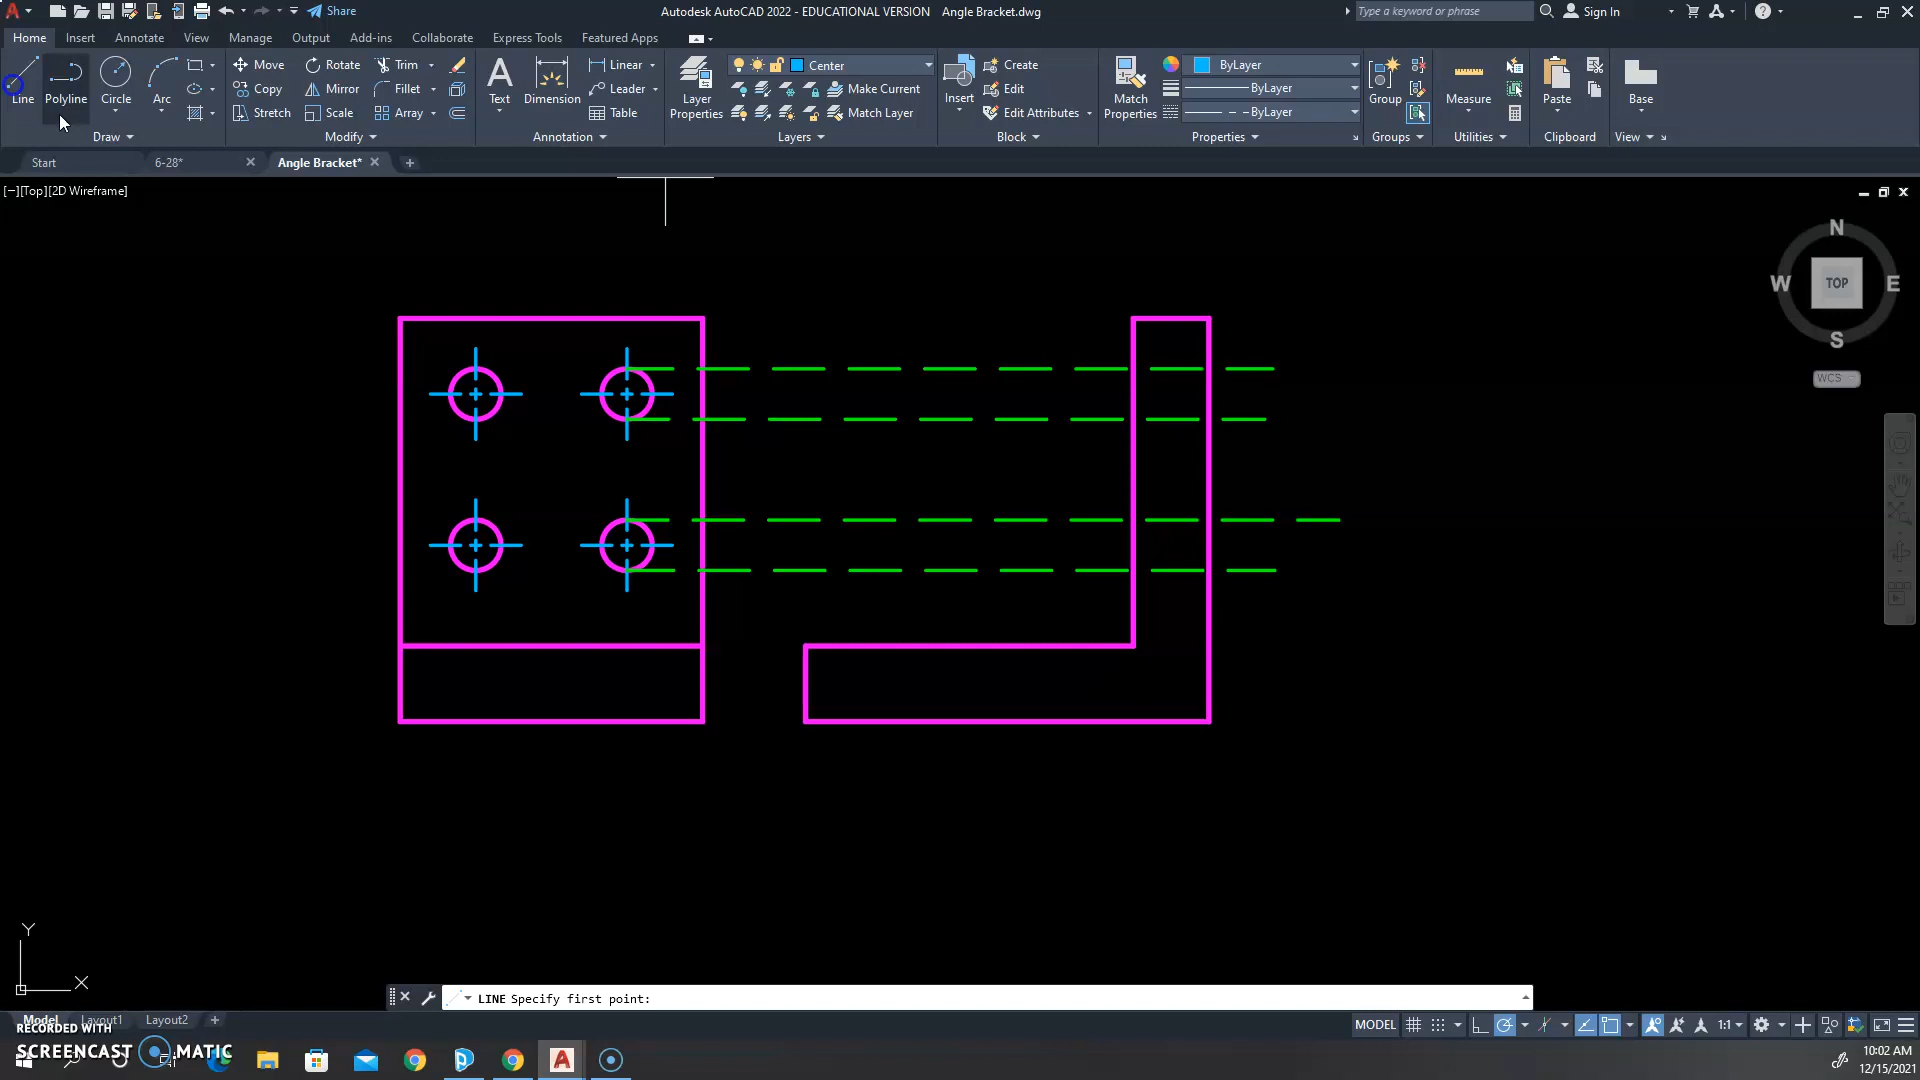 Share
Autodesk AutoCAD 2022 - EDUCATIONAL VERSION Angle Bracket.dwg
Type a keyword or phrase
Sign In
Home Insert Annotate View Manage Output Add-ins Collaborate Express Tools Featured Apps
Line Polyline Circle Arc
Move Rotate Trim
Copy Mirror Fillet
Stretch Scale Array
Text Dimension
Linear
Leader
Table
Layer Properties
Center
Make Current
Match Layer
Insert
Create
Edit
Edit Attributes
Match Properties
ByLayer
ByLayer
ByLayer
Group
Measure
Paste
Base
Draw Modify Annotation Layers Block Properties Groups Utilities Clipboard View
Start 6-28* Angle Bracket*
[−][Top][2D Wireframe]
N
W TOP E
S
WCS
Y
X
LINE Specify first point:
Model Layout1 Layout2
MODEL 1:1
RECORDED WITH
SCREENCAST MATIC
10:02 AM
12/15/2021